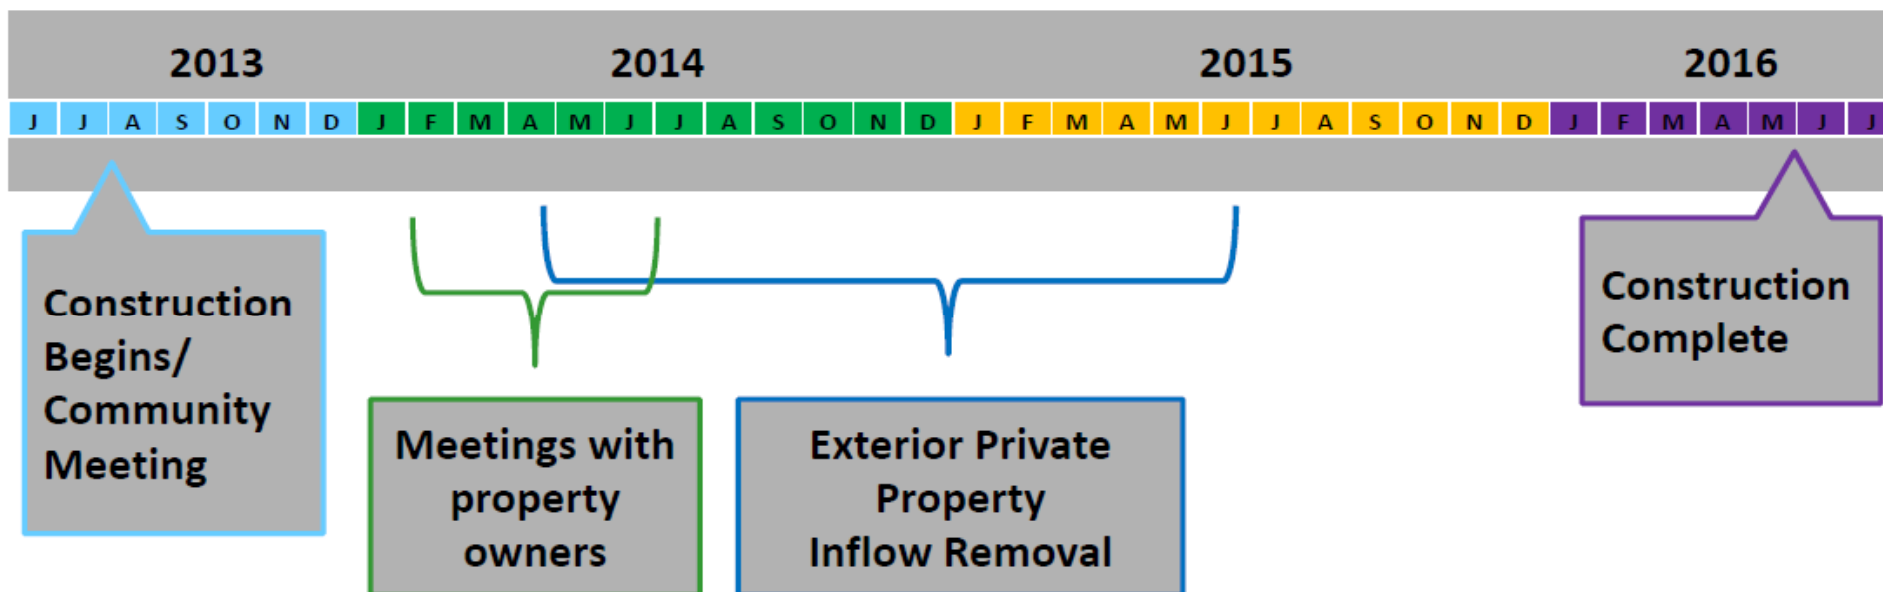 2013 2014 2015 2016
J J A S O N D J F M A M J J A S O N D J F M A M J J A S O N D J F M A M J J
Construction
Begins/
Community
Meeting
Meetings with
property
owners
Exterior Private
Property
Inflow Removal
Construction
Complete